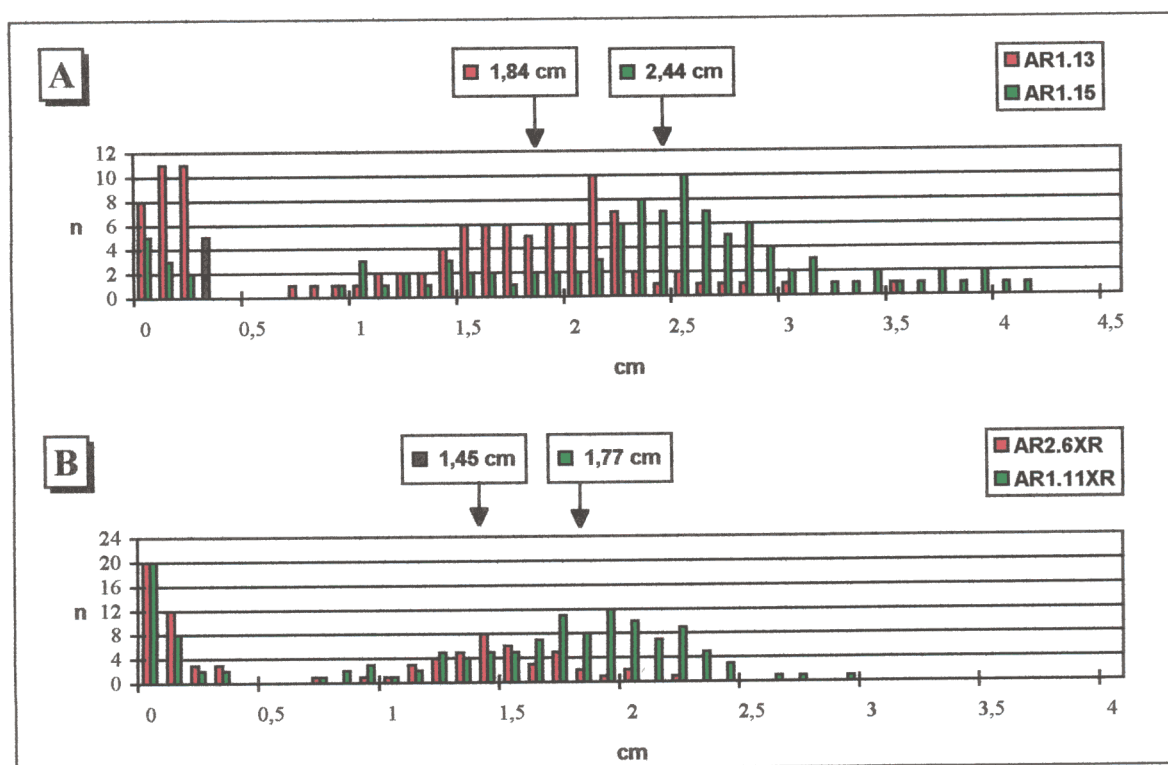 A
1,84 cm
2,44 cm
AR1.13
AR1.15
12
10
8
6
4
2
0
n
0 0,5 1 1,5 2 2,5 3 3,5 4 4,5
cm
B
1,45 cm
1,77 cm
AR2.6XR
AR1.11XR
24
20
16
12
8
4
0
n
0 0,5 1 1,5 2 2,5 3 3,5 4
cm